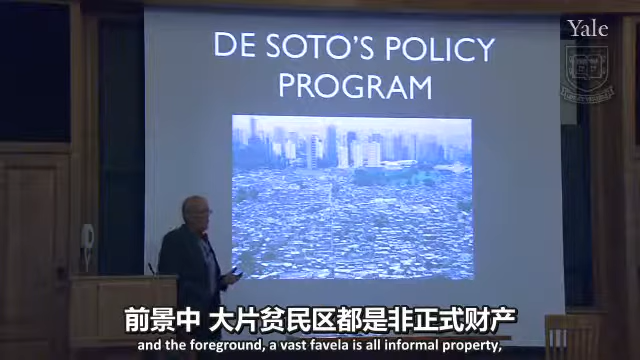 Yale
DE SOTO'S POLICY
PROGRAM
前景中 大片贫民区都是非正式财产
and the foreground, a vast favela is all informal property,